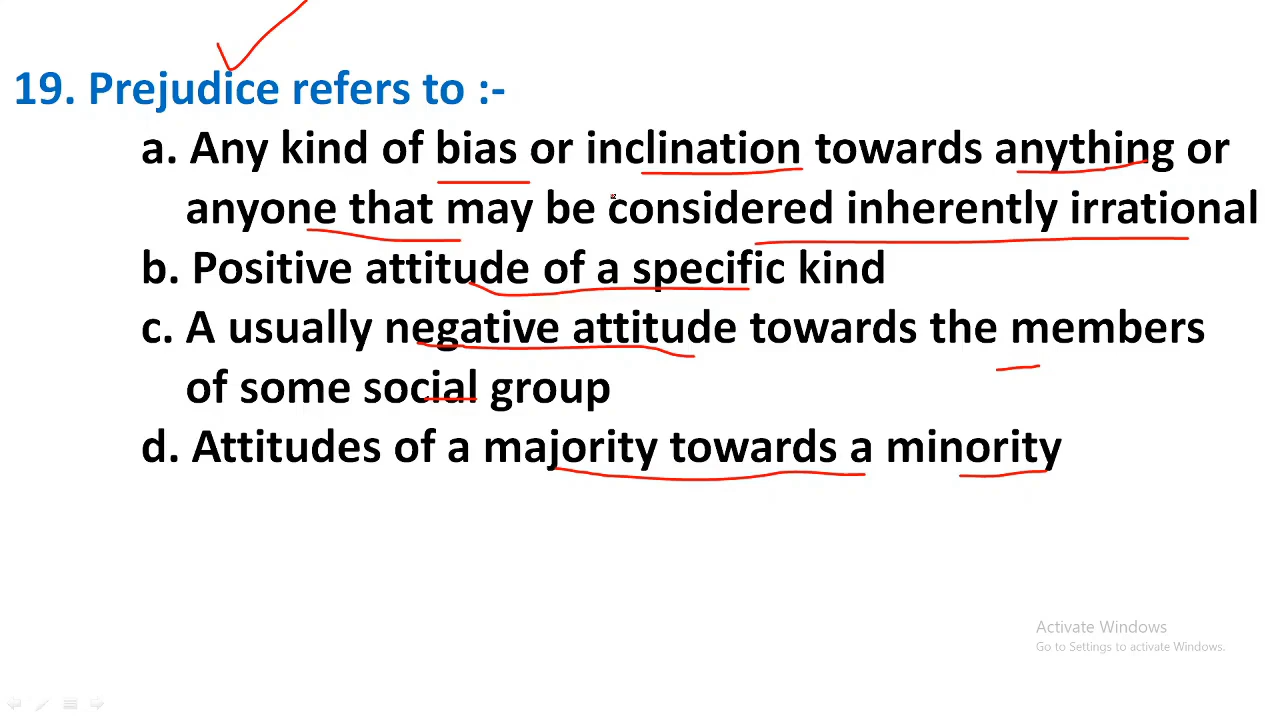 19. Prejudice refers to :-
a. Any kind of bias or inclination towards anything or
anyone that may be considered inherently irrational
b. Positive attitude of a specific kind
c. A usually negative attitude towards the members
of some social group
d. Attitudes of a majority towards a minority
Activate Windows
Go to Settings to activate Windows.